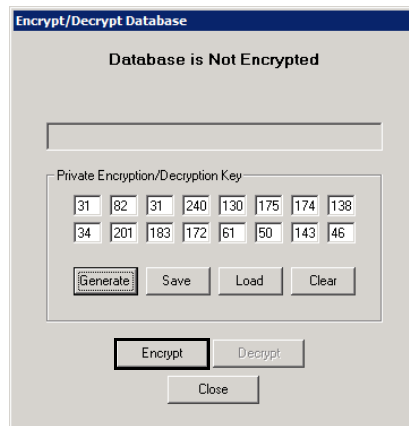 Encrypt/Decrypt Database
Database is Not Encrypted
Private Encryption/Decryption Key
31 82 31 240 130 175 174 138
34 201 183 172 61 50 143 46
Generate Save Load Clear
Encrypt Decrypt
Close